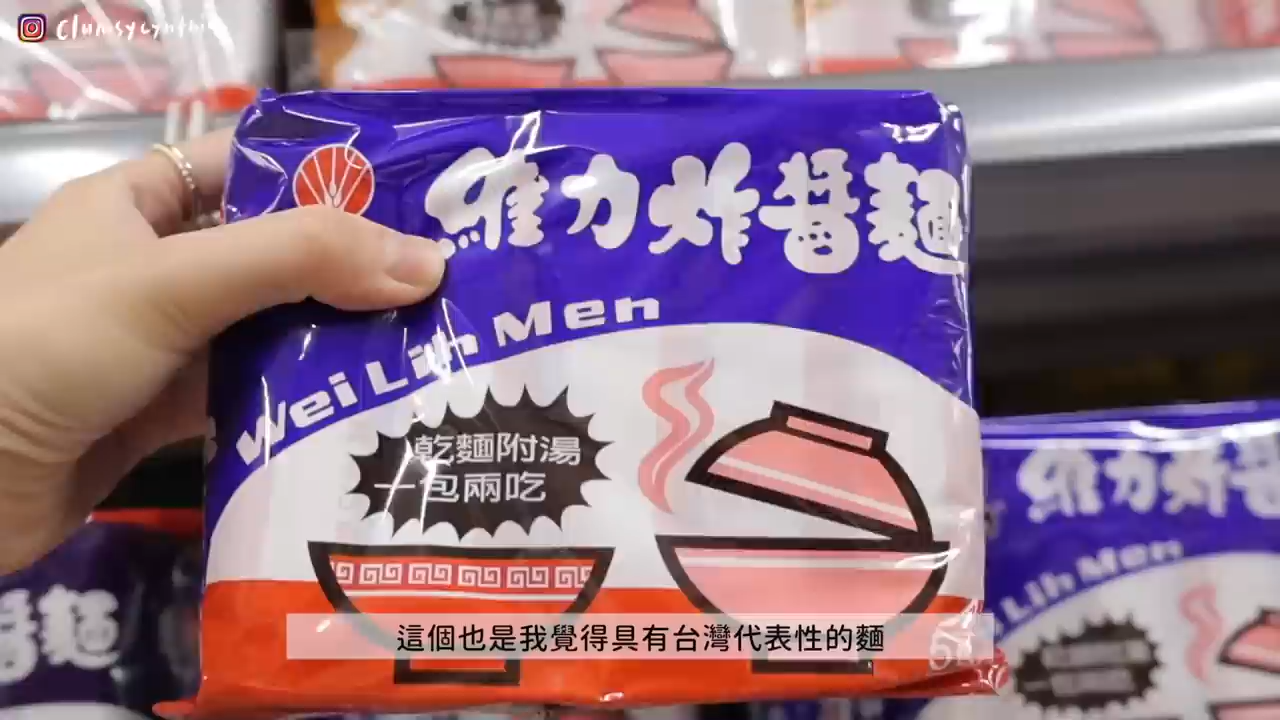 clumsycynthia
維力炸醬麵
Wei Lih Men
乾麵附湯
一包兩吃
這個也是我覺得具有台灣代表性的麵
維力炸醬
Lih Men
醬麵